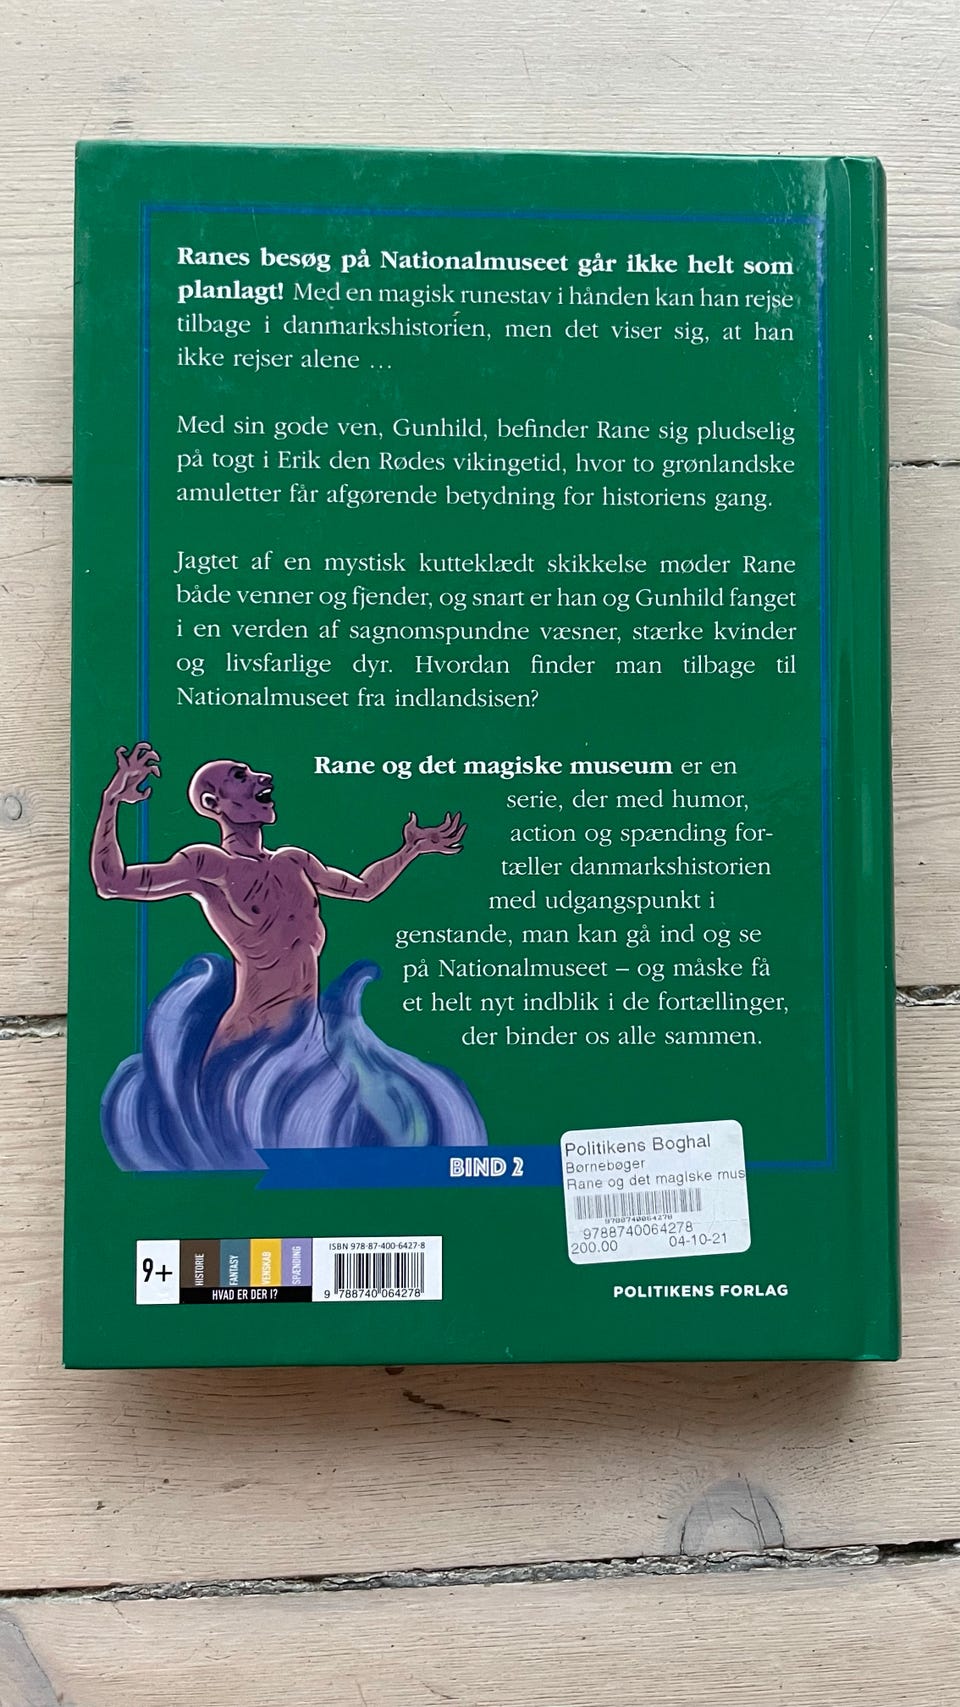 Ranes besøg på Nationalmuseet går ikke helt som
planlagt! Med en magisk runestav i hånden kan han rejse
tilbage i danmarkshistorien, men det viser sig, at han
ikke rejser alene ...
Med sin gode ven, Gunhild, befinder Rane sig pludselig
på togt i Erik den Rødes vikingetid, hvor to grønlandske
amuletter får afgørende betydning for historiens gang.
Jagtet af en mystisk kutteklædt skikkelse møder Rane
både venner og fjender, og snart er han og Gunhild fanget
i en verden af sagnomspundne væsner, stærke kvinder
og livsfarlige dyr. Hvordan finder man tilbage til
Nationalmuseet fra indlandsisen?
Rane og det magiske museum er en
serie, der med humor,
action og spænding for-
tæller danmarkshistorien
med udgangspunkt i
genstande, man kan gå ind og se
på Nationalmuseet – og måske få
et helt nyt indblik i de fortællinger,
der binder os alle sammen.
BIND 2
Politikens Boghal
Børnebøger
Rane og det magiske mus
9788740064278
9788740064278
200.00 04-10-21
9+
HISTORIE
FANTASY
VENSKAB
SPÆNDING
HVAD ER DER I?
ISBN 978-87-400-6427-8
9 788740 064278
POLITIKENS FORLAG